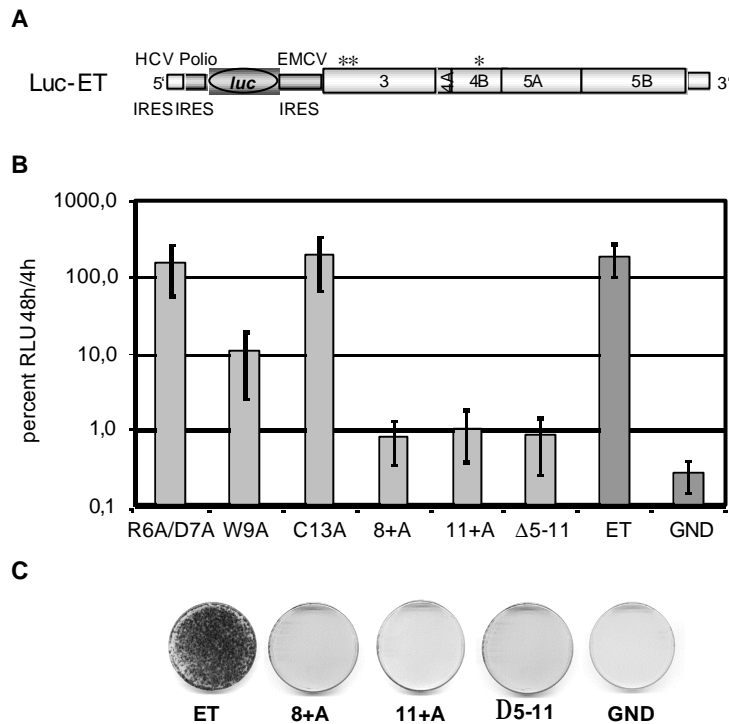 A
HCV Polio EMCV ** *
Luc-ET 5' luc 3 4A 4B 5A 5B 3'
IRES IRES IRES
B
percent RLU 48h/4h
1000,0
100,0
10,0
1,0
0,1
R6A/D7A W9A C13A 8+A 11+A Δ5-11 ET GND
C
ET 8+A 11+A D5-11 GND